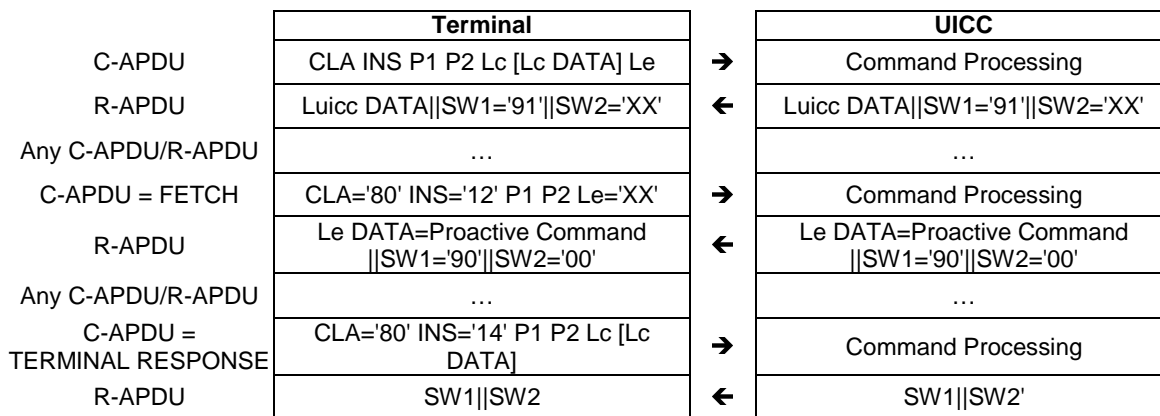 Terminal UICC
C-APDU CLA INS P1 P2 Lc [Lc DATA] Le ➔ Command Processing
R-APDU Luicc DATA||SW1='91'||SW2='XX' ← Luicc DATA||SW1='91'||SW2='XX'
Any C-APDU/R-APDU … …
C-APDU = FETCH CLA='80' INS='12' P1 P2 Le='XX' ➔ Command Processing
R-APDU Le DATA=Proactive Command ← Le DATA=Proactive Command
||SW1='90'||SW2='00' ||SW1='90'||SW2='00'
Any C-APDU/R-APDU … …
C-APDU = CLA='80' INS='14' P1 P2 Lc [Lc ➔ Command Processing
TERMINAL RESPONSE DATA]
R-APDU SW1||SW2 ← SW1||SW2'